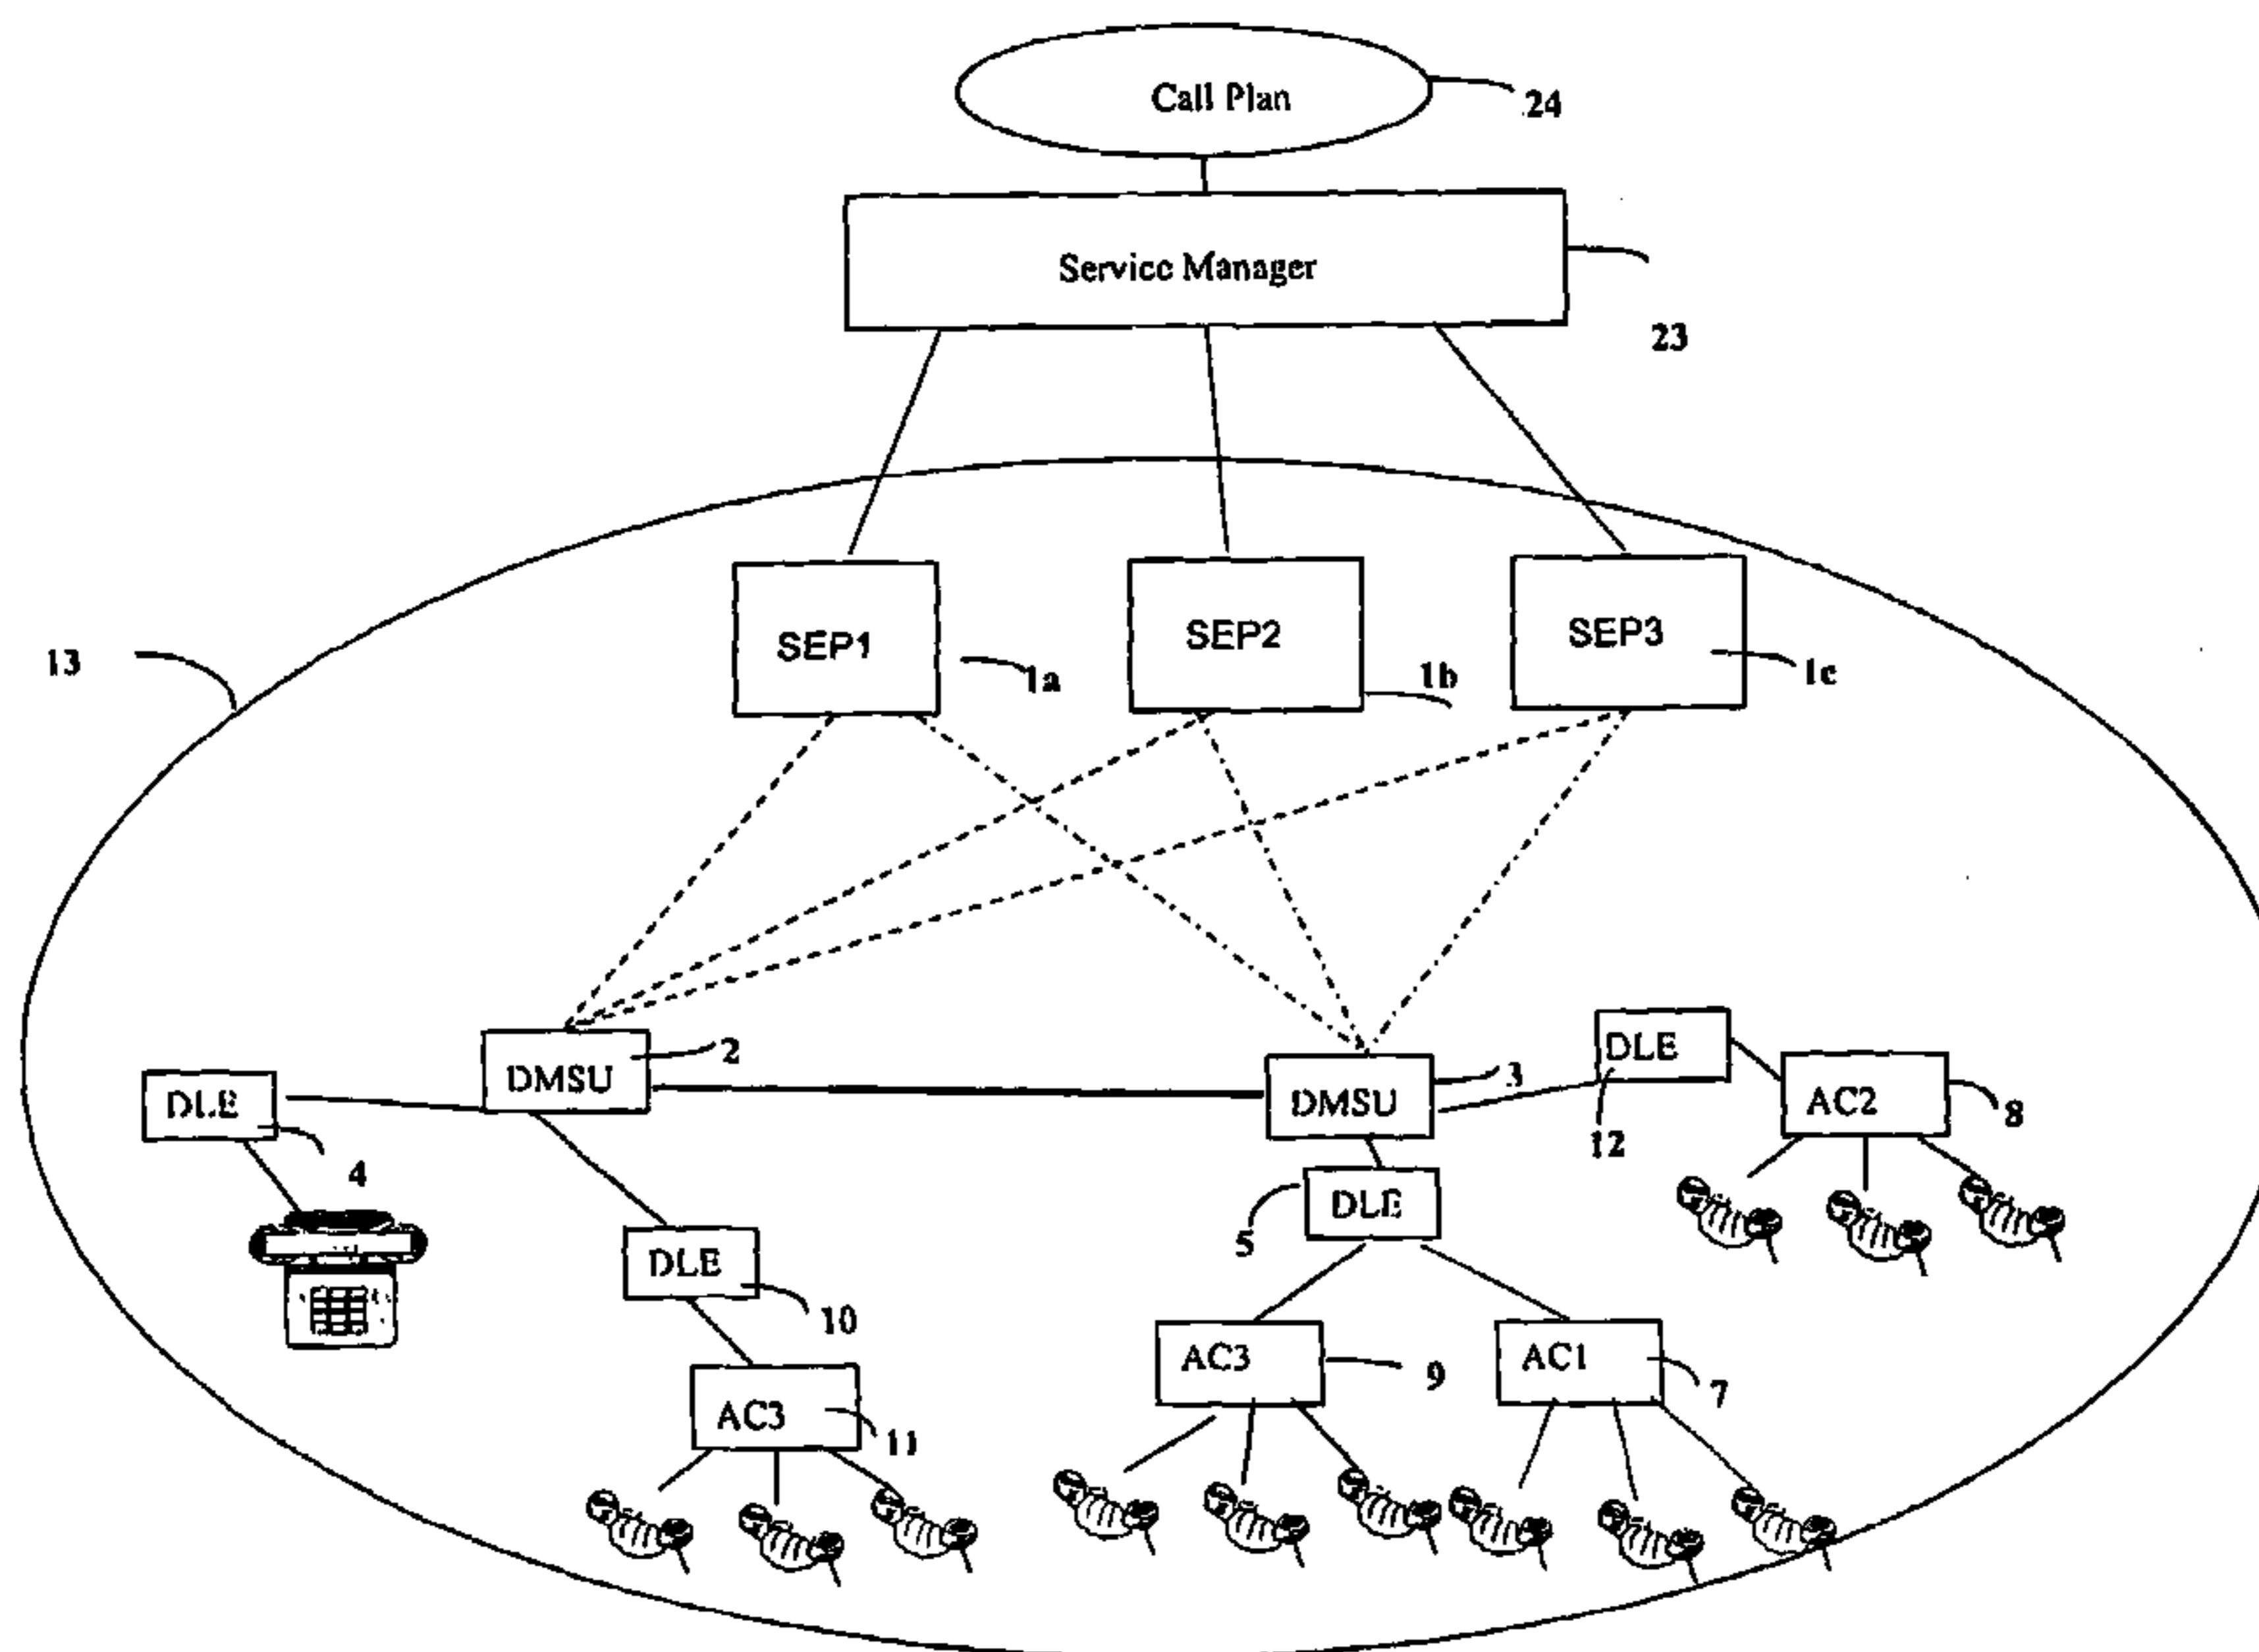 Call Plan
24
Service Manager
23
13
SEP1
1a
SEP2
1b
SEP3
1c
DMSU
2
DMSU
3
DLE
12
AC2
8
DLE
4
DLE
5
DLE
10
AC3
9
AC1
7
AC3
11